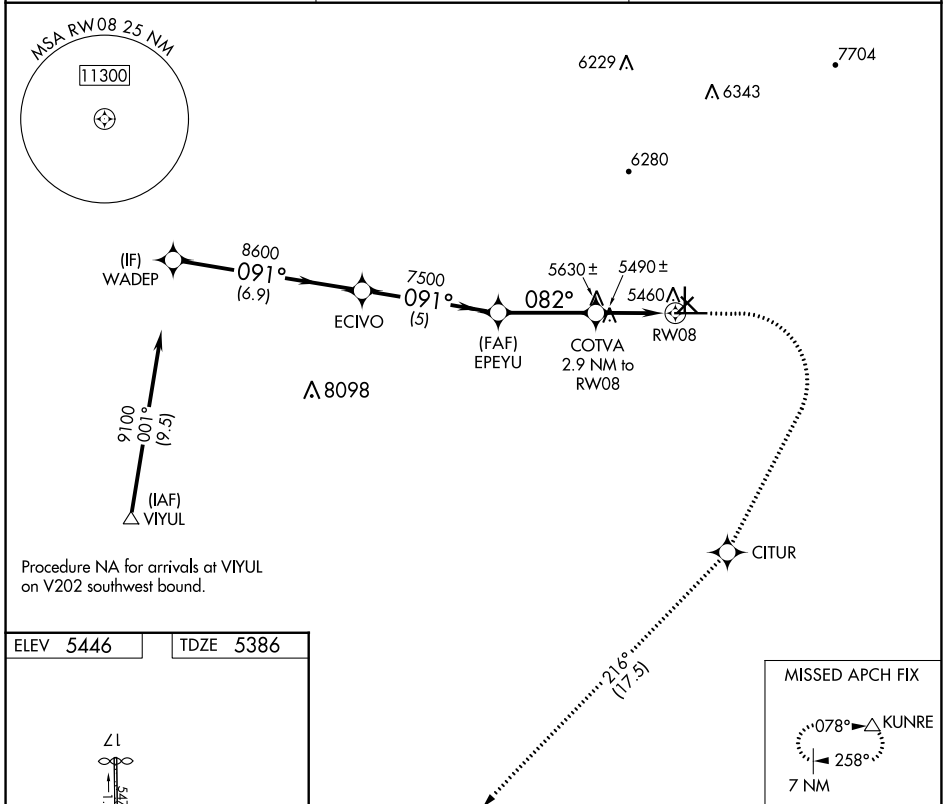 MSA RW08 25 NM
11300
6229
7704
6343
6280
(IF)
WADEP
8600
091°
(6.9)
ECIVO
7500
091°
(5)
(FAF)
EPEYU
082°
5630 ±
5490 ±
5460
COTVA
2.9 NM to
RW08
RW08
8098
9100
001°
(9.5)
(IAF)
VIYUL
Procedure NA for arrivals at VIYUL
on V202 southwest bound.
CITUR
216°
(17.5)
ELEV 5446
TDZE 5386
17
MISSED APCH FIX
078°
KUNRE
258°
7 NM